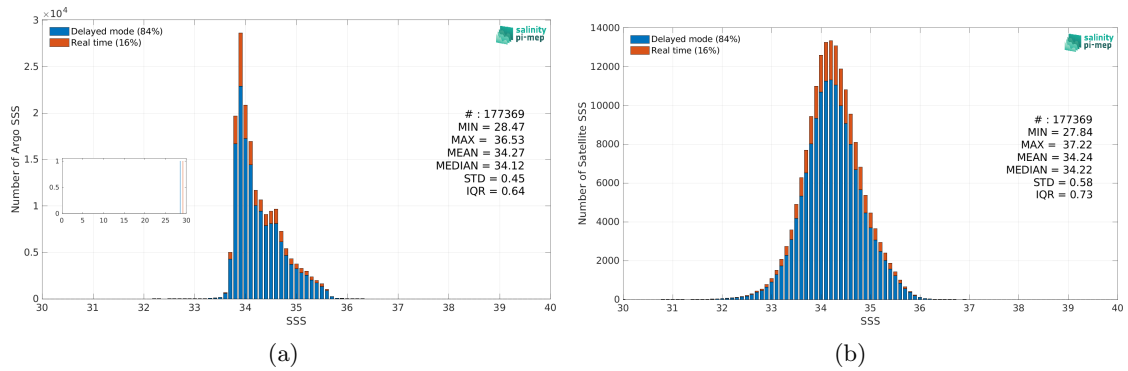 3 ×10⁴
Delayed mode (84%)
Real time (16%)
salinity
pi-mep
2.5
2
1.5
1
0.5
0
Number of Argo SSS
# : 177369
MIN = 28.47
MAX = 36.53
MEAN = 34.27
MEDIAN = 34.12
STD = 0.45
IQR = 0.64
1
0.5
0
0 5 10 15 20 25 30
30 31 32 33 34 35 36 37 38 39 40
SSS
(a)
14000
Delayed mode (84%)
Real time (16%)
salinity
pi-mep
12000
10000
8000
6000
4000
2000
0
Number of Satellite SSS
# : 177369
MIN = 27.84
MAX = 37.22
MEAN = 34.24
MEDIAN = 34.22
STD = 0.58
IQR = 0.73
30 31 32 33 34 35 36 37 38 39 40
SSS
(b)